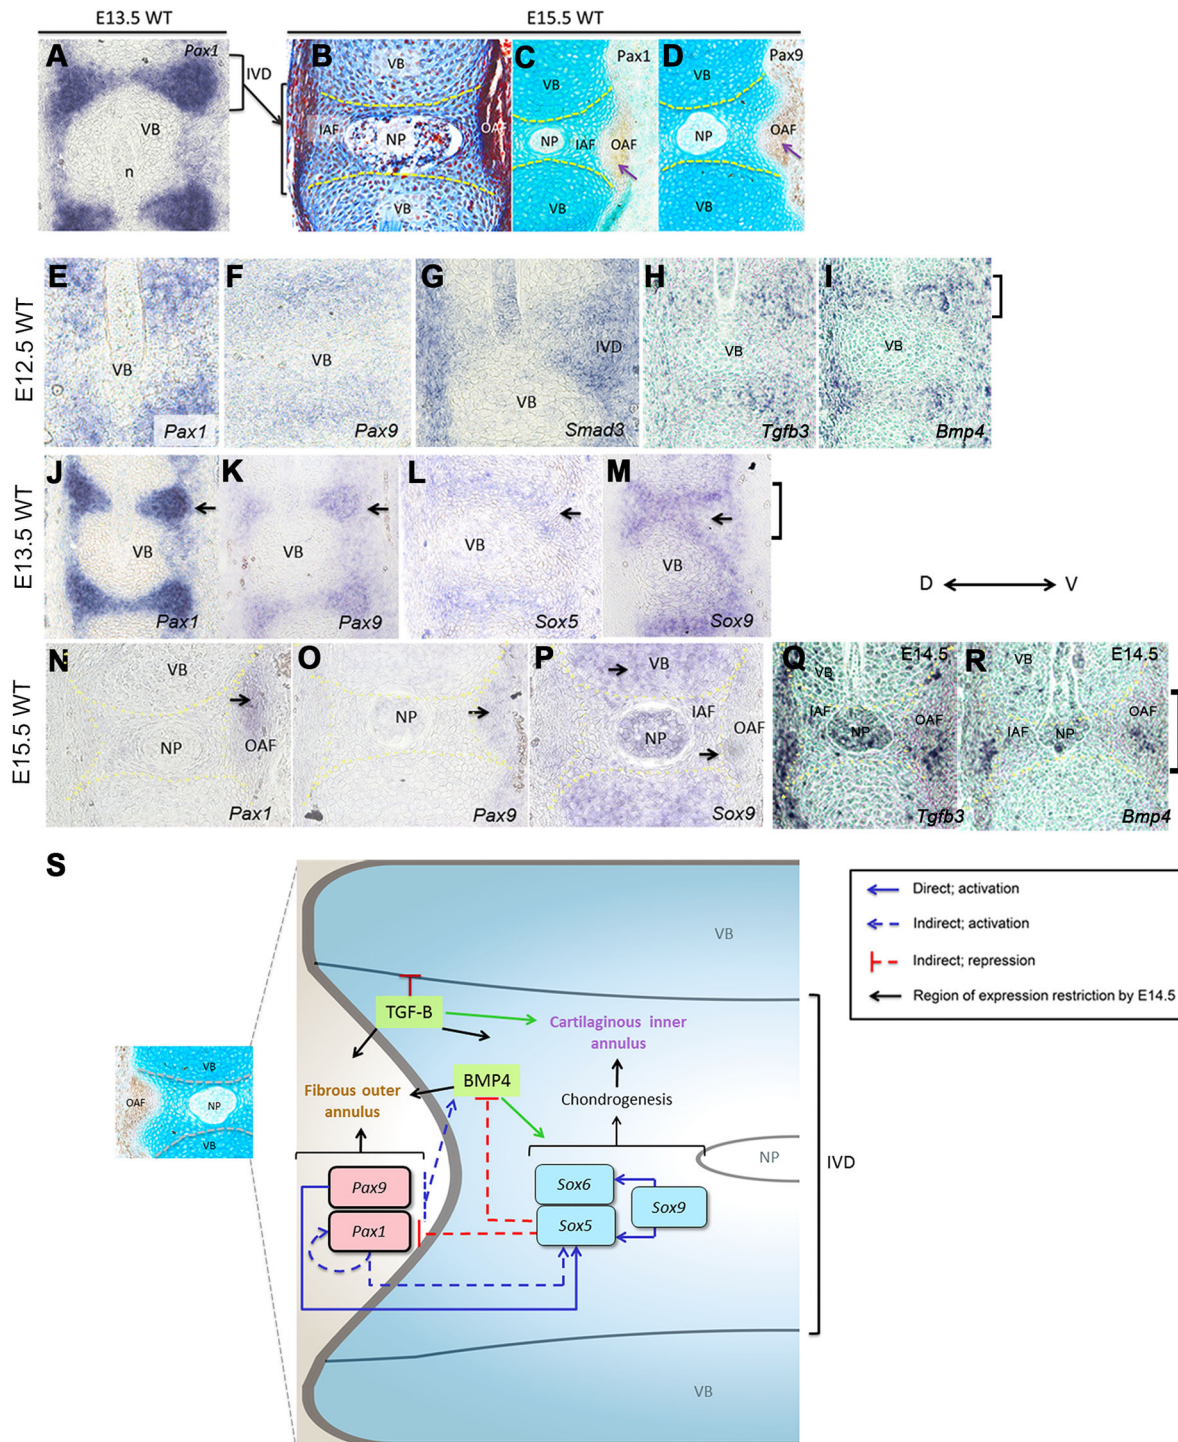 E13.5 WT
E15.5 WT
A
Pax1
IVD
VB
n
B
VB
IAF
NP
OAF
VB
C
Pax1
VB
NP
IAF
OAF
VB
D
Pax9
VB
NP
OAF
VB
E12.5 WT
E
VB
Pax1
F
VB
Pax9
G
IVD
VB
Smad3
H
VB
Tgfb3
I
VB
Bmp4
E13.5 WT
J
VB
Pax1
K
VB
Pax9
L
VB
Sox5
M
VB
Sox9
D
V
E15.5 WT
N
VB
NP
OAF
Pax1
O
NP
Pax9
P
VB
IAF
NP
OAF
Sox9
Q
E14.5
VB
IAF
NP
OAF
Tgfb3
R
E14.5
VB
IAF
NP
OAF
Bmp4
S
VB
OAF
NP
VB
VB
TGF-B
Cartilaginous inner
annulus
BMP4
Fibrous outer
annulus
Chondrogenesis
NP
IVD
Pax9
Pax1
Sox6
Sox5
Sox9
VB
Direct; activation
Indirect; activation
Indirect; repression
Region of expression restriction by E14.5